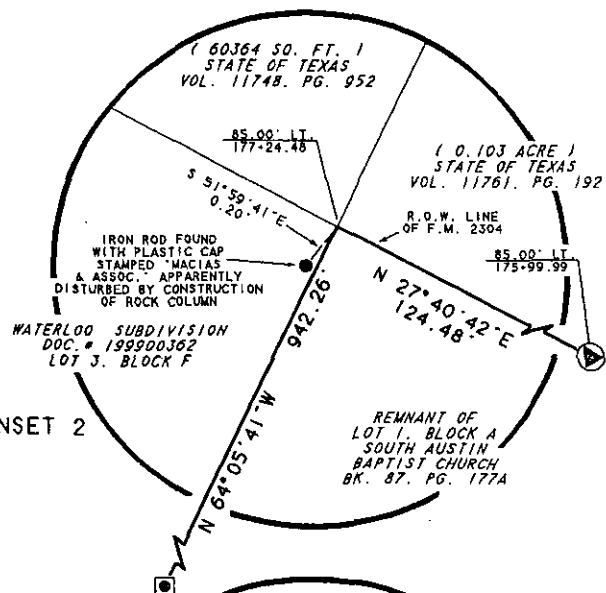 ( 60364 SQ. FT. )
STATE OF TEXAS
VOL. 11748, PG. 952
85.00' LT.
177+24.48
( 0.103 ACRE )
STATE OF TEXAS
VOL. 11761, PG. 192
S 51°59'41"E
0.20'
R.O.W. LINE
OF F.M. 2304
IRON ROD FOUND
WITH PLASTIC CAP
STAMPED "MACIAS
& ASSOC." APPARENTLY
DISTURBED BY CONSTRUCTION
OF ROCK COLUMN
85.00' LT.
175+99.99
N 27°40'42"E
124.48'
WATERLOO SUBDIVISION
DOC.# 199900362
LOT 3, BLOCK F
942.26'
N 64°05'41"W
NSET 2
REMNANT OF
LOT 1, BLOCK A
SOUTH AUSTIN
BAPTIST CHURCH
BK. 87, PG. 177A